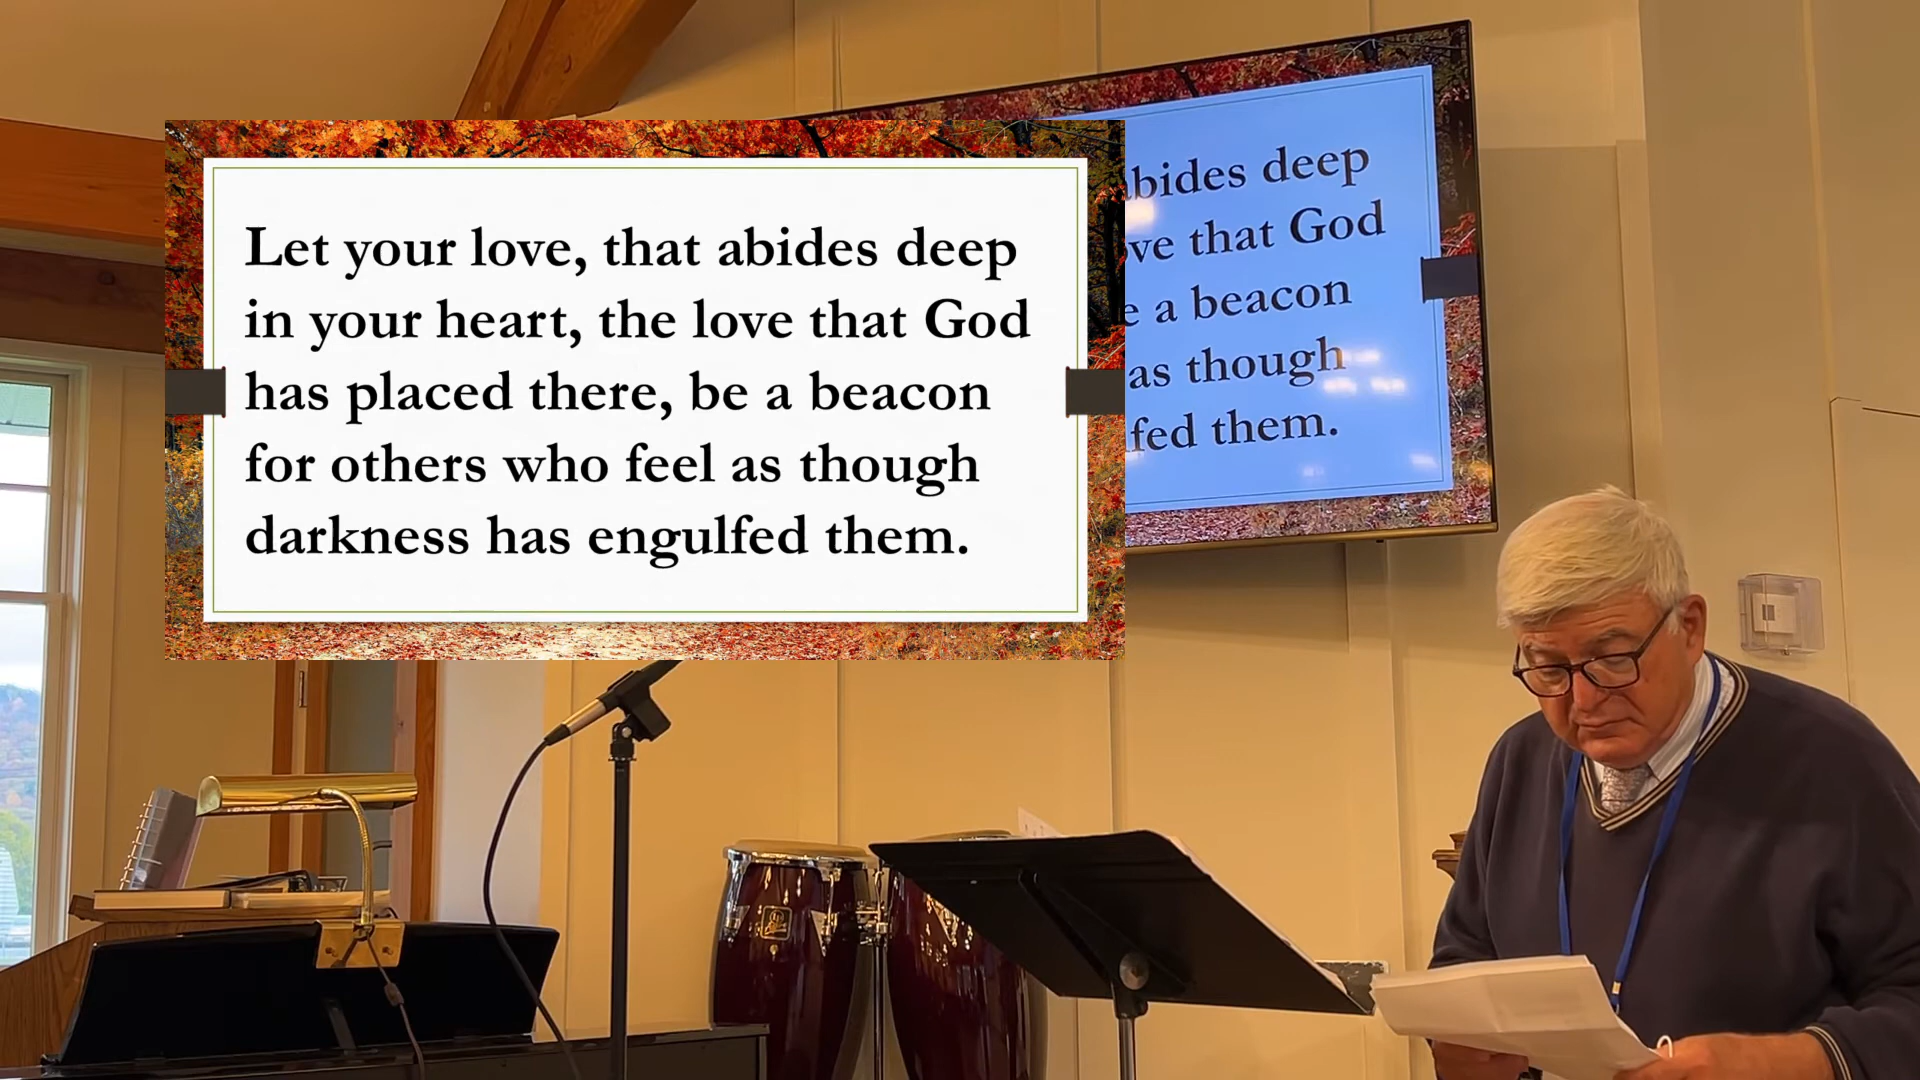 Let your love, that abides deep
in your heart, the love that God
has placed there, be a beacon
for others who feel as though
darkness has engulfed them.
bides deep
ve that God
e a beacon
as though
fed them.